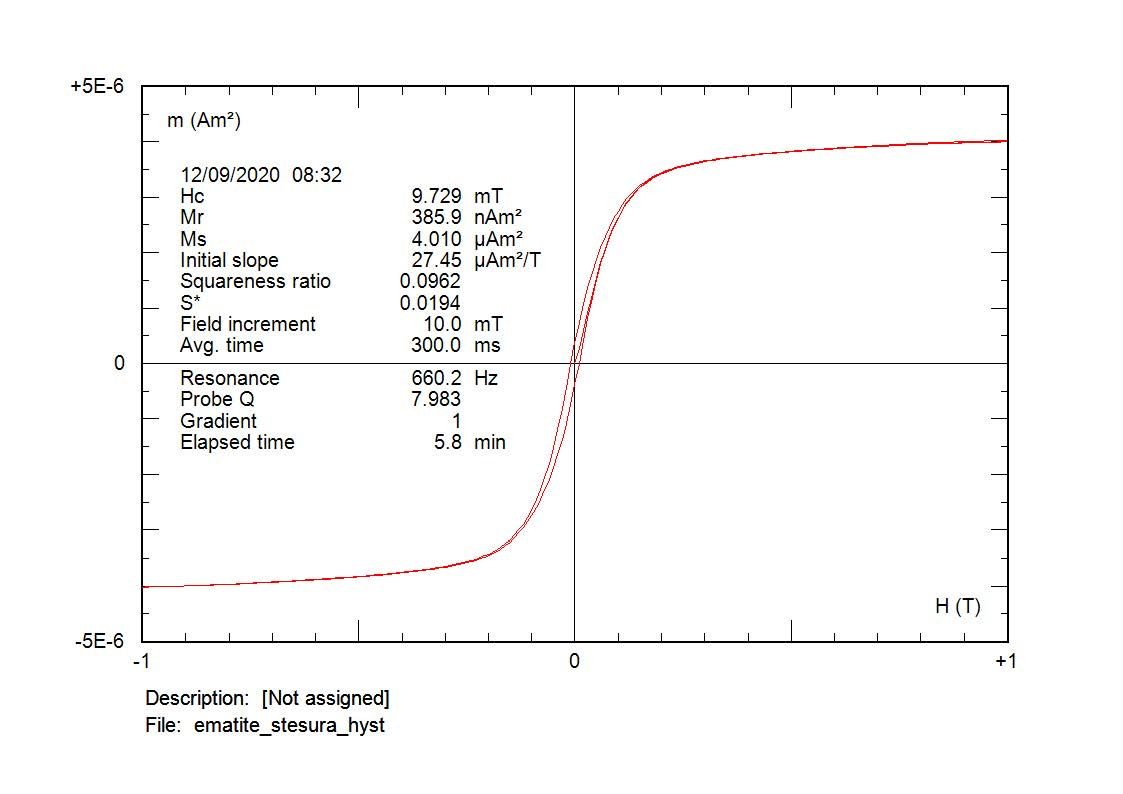 +5E-6
m (Am²)
12/09/2020 08:32
Hc 9.729 mT
Mr 385.9 nAm²
Ms 4.010 µAm²
Initial slope 27.45 µAm²/T
Squareness ratio 0.0962
S* 0.0194
Field increment 10.0 mT
Avg. time 300.0 ms
0
Resonance 660.2 Hz
Probe Q 7.983
Gradient 1
Elapsed time 5.8 min
H (T)
-5E-6
-1 0 +1
Description: [Not assigned]
File: ematite_stesura_hyst